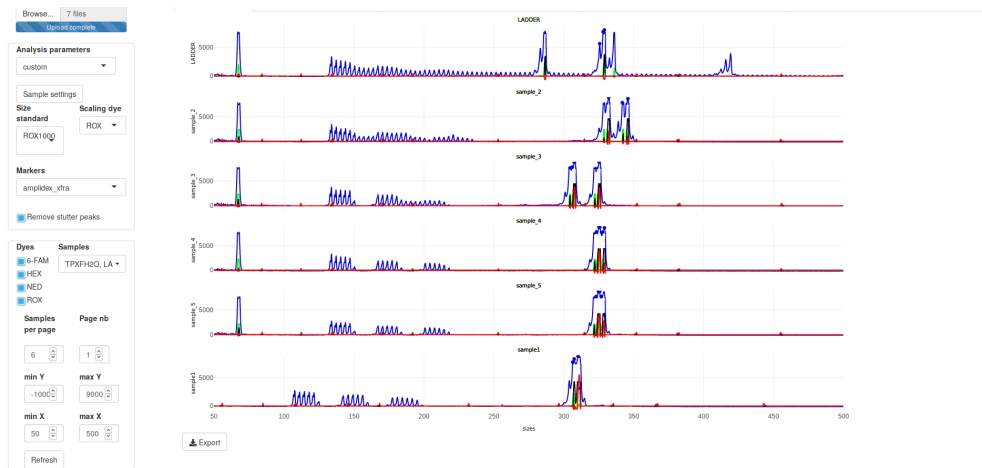 Browse... 7 files
Upload complete
Analysis parameters
custom
Sample settings
Size standard
Scaling dye
ROX1000
ROX
Markers
amplidex_xfra
Remove stutter peaks
Dyes
Samples
6-FAM
HEX
NED
ROX
TPXFH2O, LA
Samples per page
Page nb
6
1
min Y
max Y
-1000
9000
min X
max X
50
500
Refresh
LADDER
LADDER
5000
0
sample_2
sample_2
5000
0
sample_3
sample_3
5000
0
sample_4
sample_4
5000
0
sample_5
sample_5
5000
0
sample1
sample1
5000
0
50 100 150 200 250 300 350 400 450 500
sizes
Export